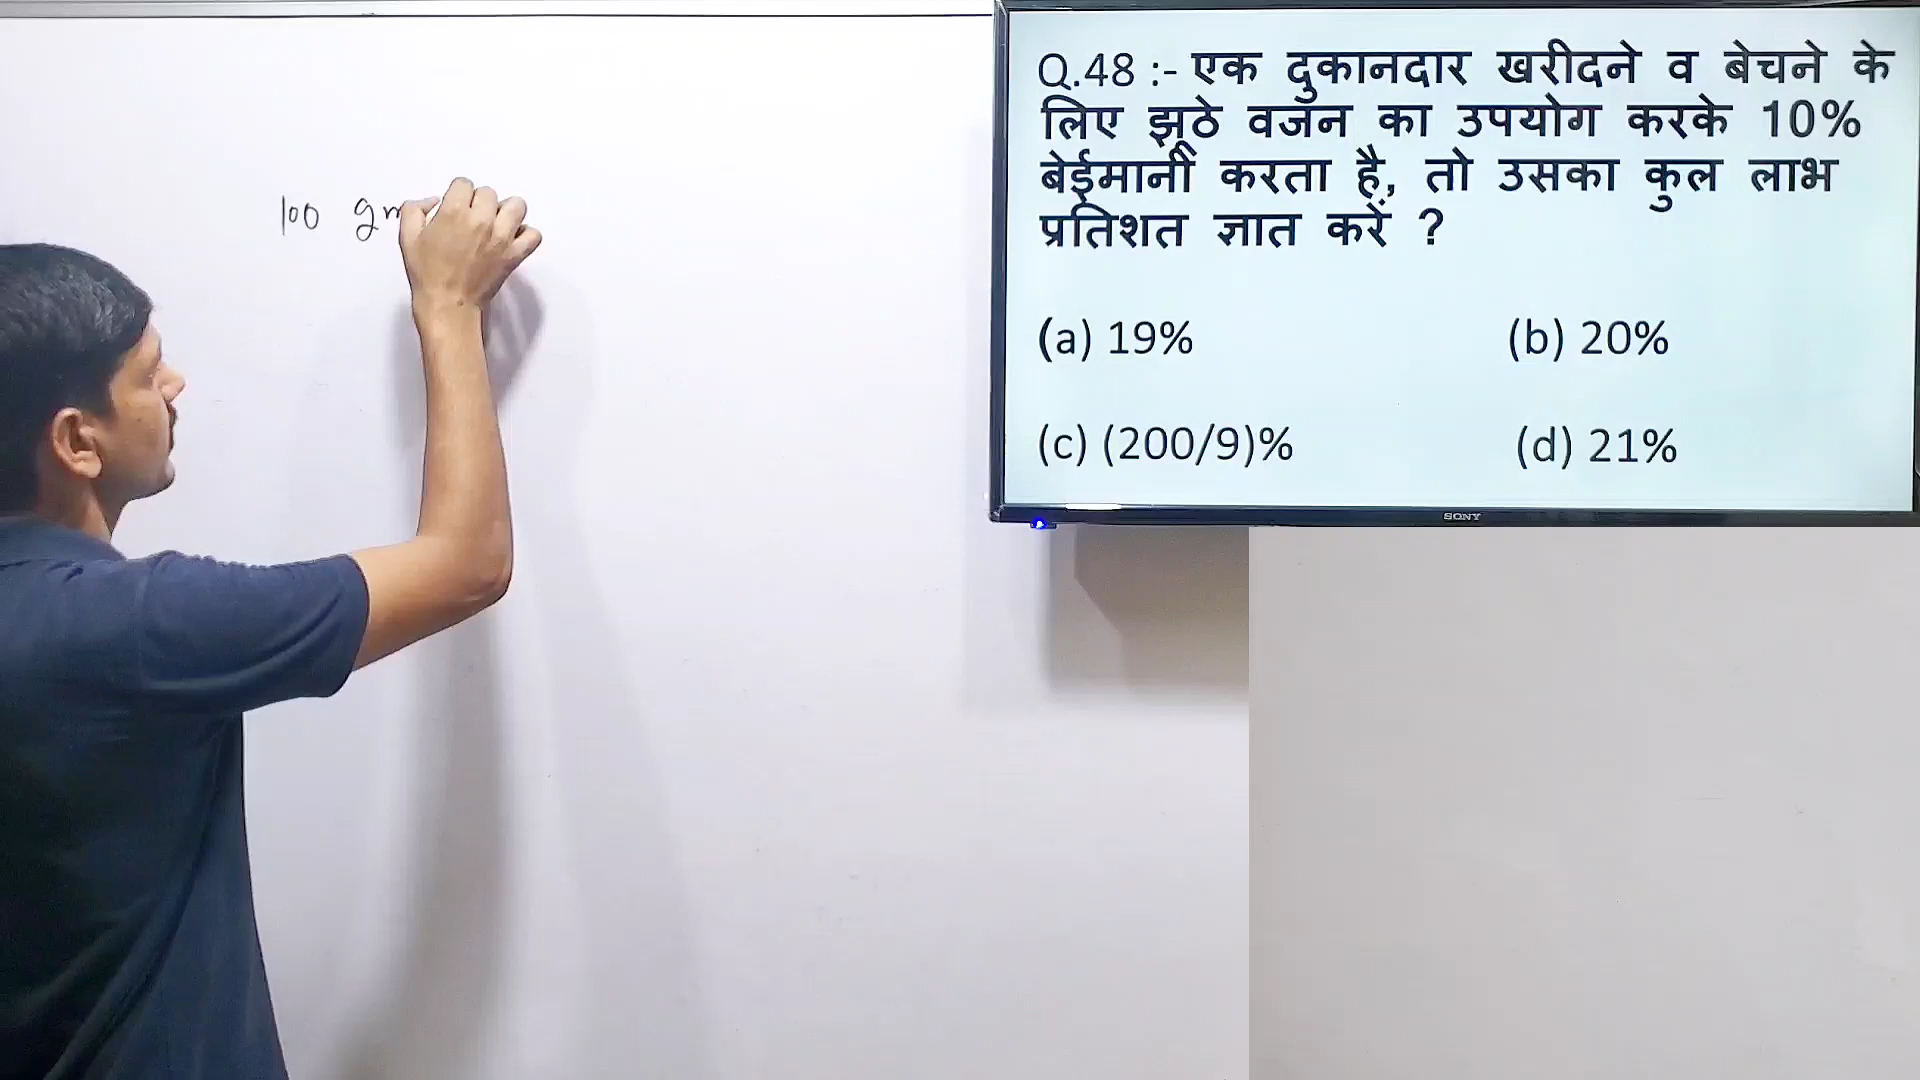 100 gm
Q.48 :- एक दुकानदार खरीदने व बेचने के
लिए झूठे वजन का उपयोग करके 10%
बेईमानी करता है, तो उसका कुल लाभ
प्रतिशत ज्ञात करें ?
(a) 19% (b) 20%
(c) (200/9)% (d) 21%
SONY